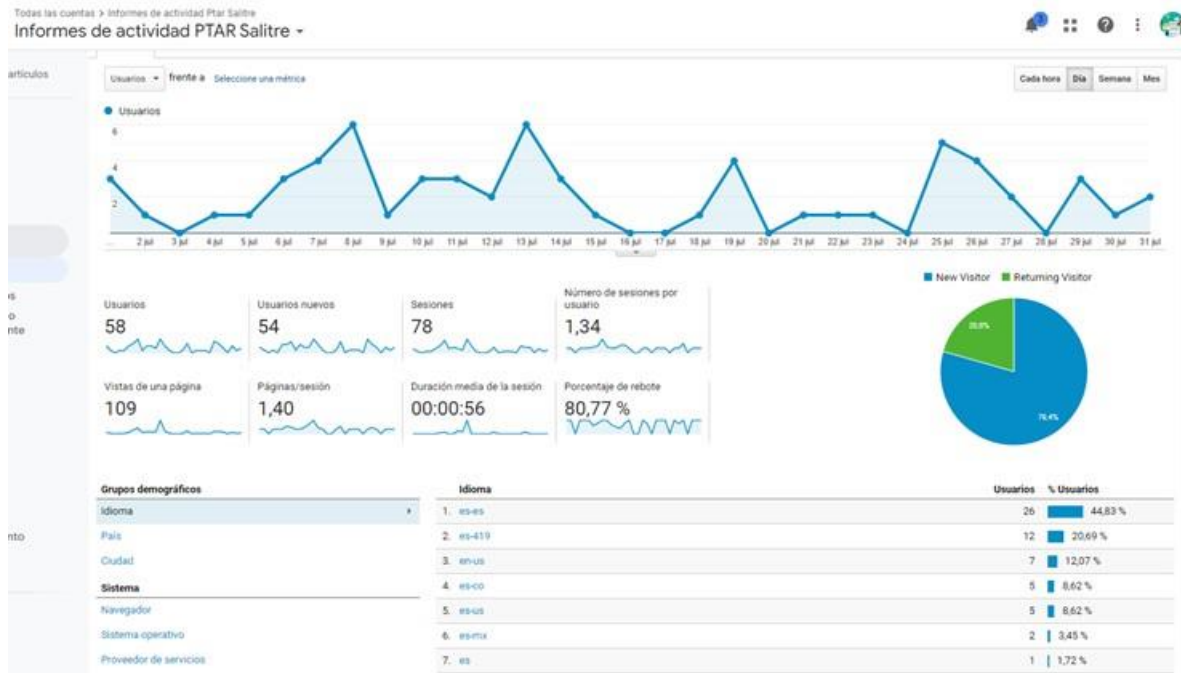 Todas las cuentas > Informes de actividad Ptar Salitre
Informes de actividad PTAR Salitre
3
artículos
Usuarios frente a Seleccione una métrica
Cada hora Día Semana Mes
Usuarios
6
4
2
... 2 jul 3 jul 4 jul 5 jul 6 jul 7 jul 8 jul 9 jul 10 jul 11 jul 12 jul 13 jul 14 jul 15 jul 16 jul 17 jul 18 jul 19 jul 20 jul 21 jul 22 jul 23 jul 24 jul 25 jul 26 jul 27 jul 28 jul 29 jul 30 jul 31 jul
New Visitor Returning Visitor
os
o
nte
Usuarios
58
Usuarios nuevos
54
Sesiones
78
Número de sesiones por
usuario
1,34
Vistas de una página
109
Páginas/sesión
1,40
Duración media de la sesión
00:00:56
Porcentaje de rebote
80,77 %
nto
Grupos demográficos
Idioma
País
Ciudad
Sistema
Navegador
Sistema operativo
Proveedor de servicios
Idioma Usuarios % Usuarios
1. es-es 26 44,83 %
2. es-419 12 20,69 %
3. en-us 7 12,07 %
4. es-co 5 8,62 %
5. es-us 5 8,62 %
6. es-mx 2 3,45 %
7. es 1 1,72 %